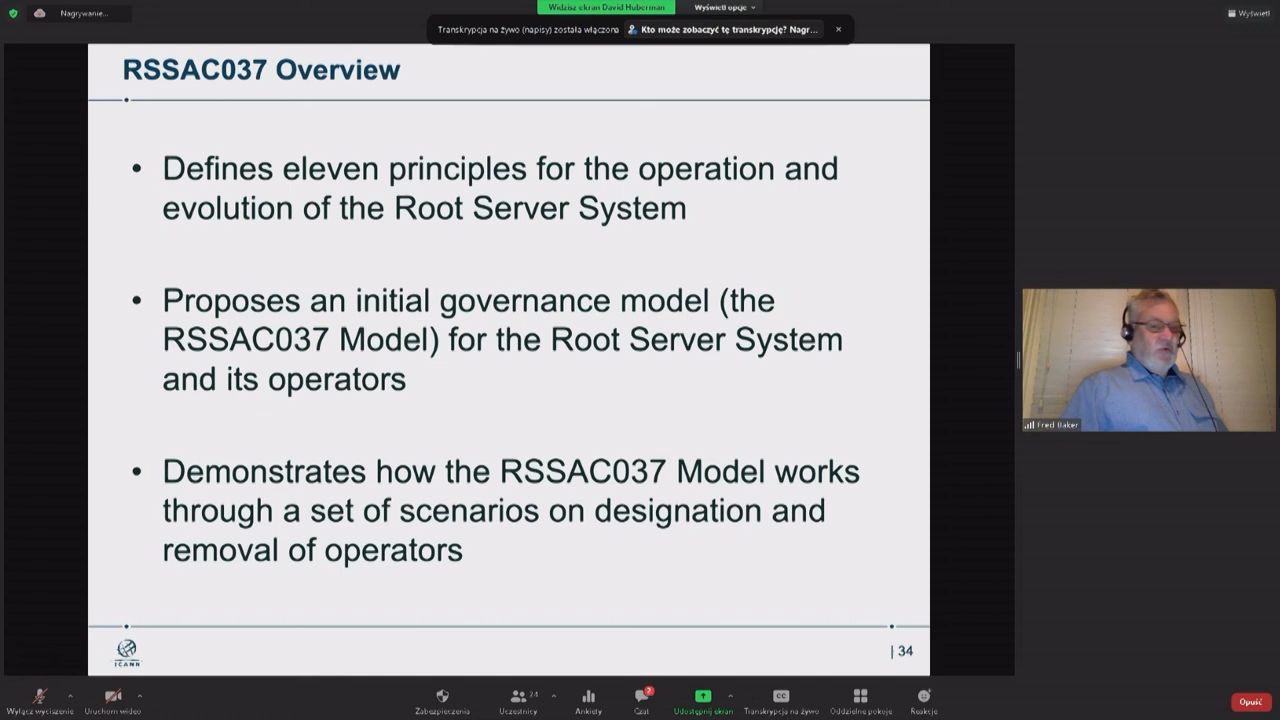 Nagrywanie...
Widzisz ekran David Huberman
Wyświetl opcje
Wyświetl
Transkrypcja na żywo (napisy) została włączona
Kto może zobaczyć tę transkrypcję? Nagr...
RSSAC037 Overview
• Defines eleven principles for the operation and
evolution of the Root Server System
• Proposes an initial governance model (the
RSSAC037 Model) for the Root Server System
and its operators
• Demonstrates how the RSSAC037 Model works
through a set of scenarios on designation and
removal of operators
Fred Baker
ICANN
| 34
Wyłącz wyciszenie
Uruchom wideo
Zabezpieczenia
Uczestnicy
24
Ankiety
Czat
2
Udostępnij ekran
CC
Transkrypcja na żywo
Oddzielne pokoje
Reakcje
Opuść